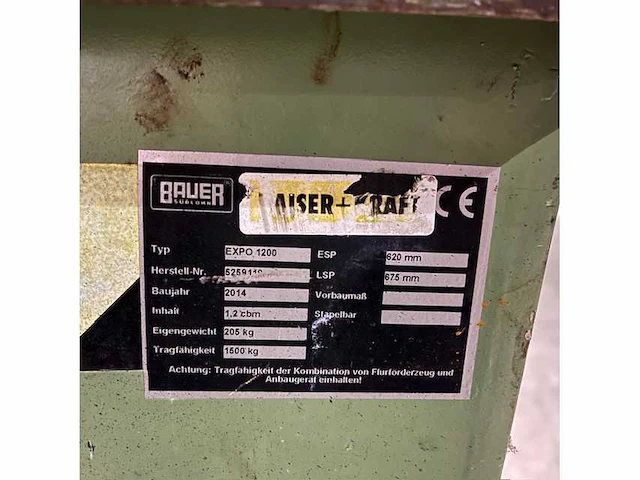 BAUER
SÜDLOHN
AISER+KRAFT
CE
Typ EXPO 1200 ESP 620 mm
Herstell-Nr. LSP 675 mm
Baujahr 2014 Vorbaumaß
Inhalt 1,2 cbm Stapelbar
Eigengewicht 205 kg
Tragfähigkeit 1500 kg
Achtung: Tragfähigkeit der Kombination von Flurförderzeug und
Anbaugerät einhalten!